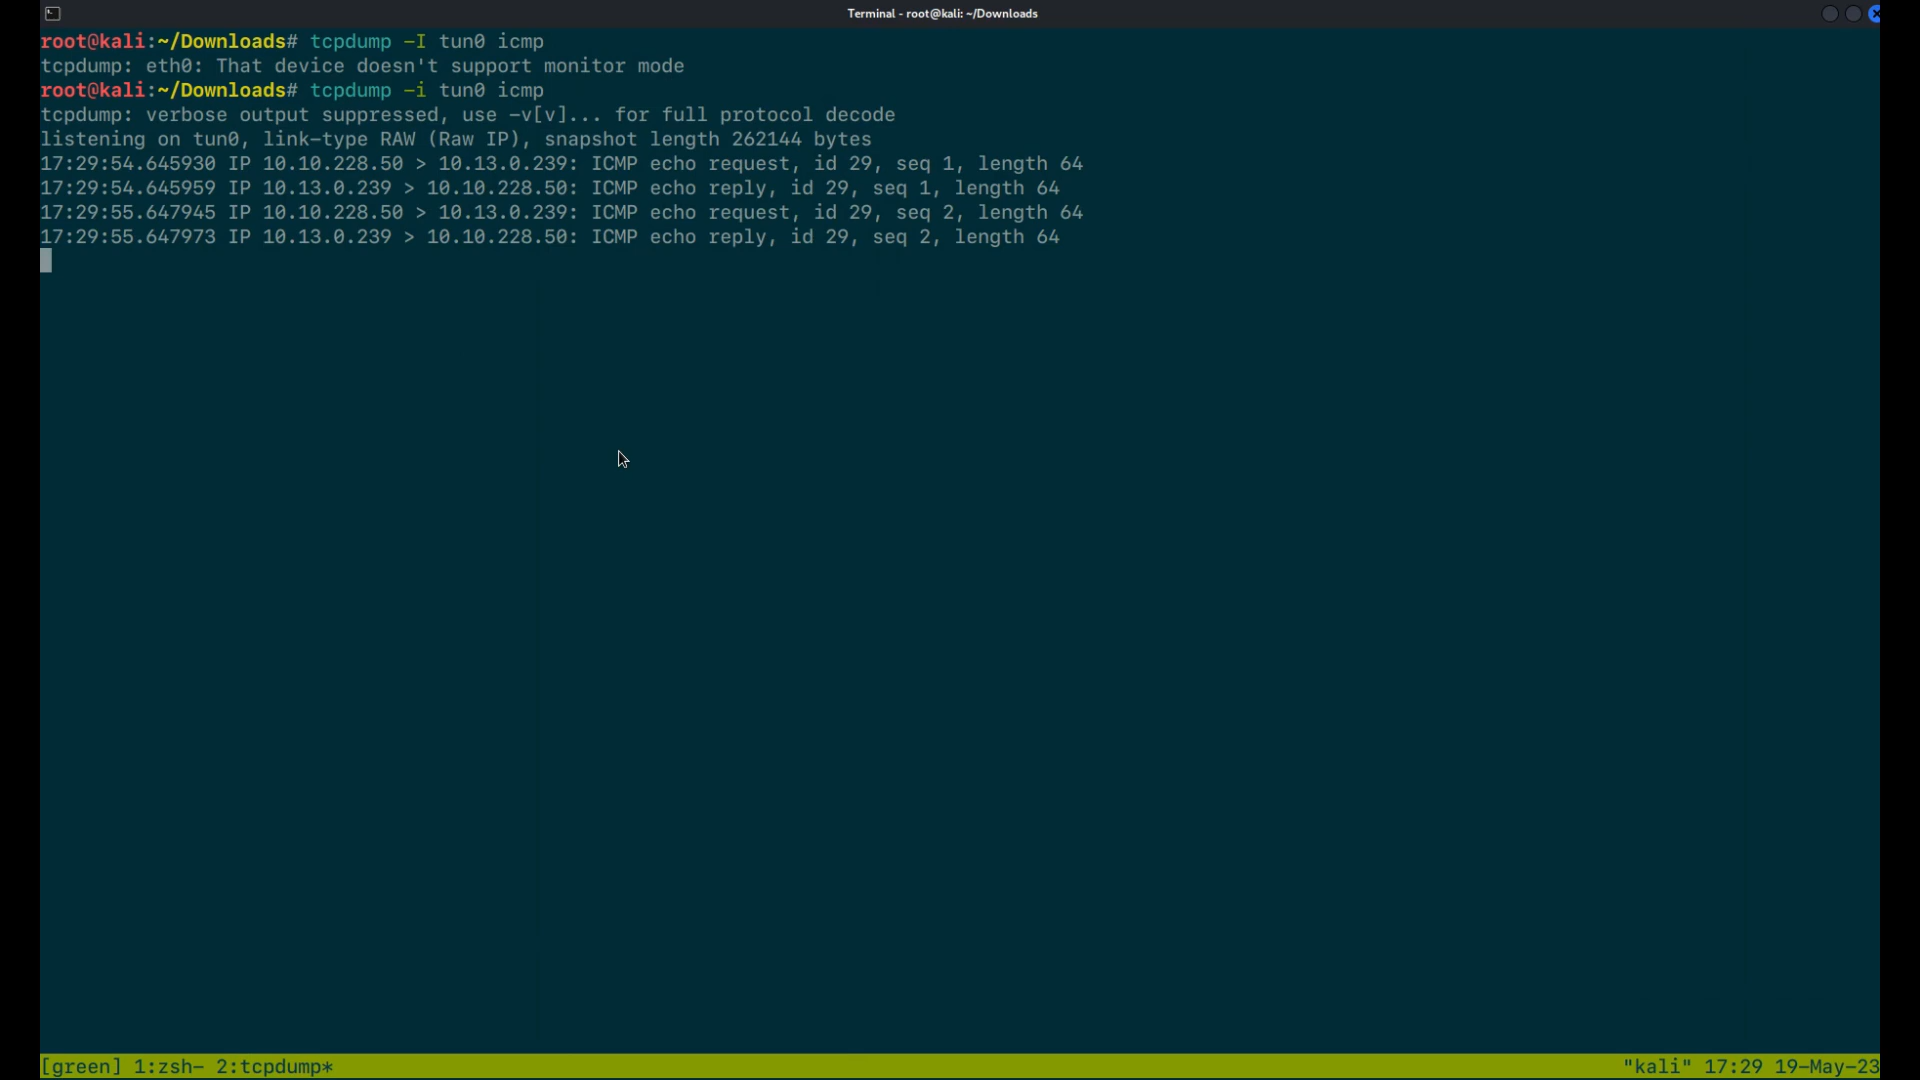 Terminal - root@kali: ~/Downloads
root@kali:~/Downloads# tcpdump -I tun0 icmp
tcpdump: eth0: That device doesn't support monitor mode
root@kali:~/Downloads# tcpdump -i tun0 icmp
tcpdump: verbose output suppressed, use -v[v]... for full protocol decode
listening on tun0, link-type RAW (Raw IP), snapshot length 262144 bytes
17:29:54.645930 IP 10.10.228.50 > 10.13.0.239: ICMP echo request, id 29, seq 1, length 64
17:29:54.645959 IP 10.13.0.239 > 10.10.228.50: ICMP echo reply, id 29, seq 1, length 64
17:29:55.647945 IP 10.10.228.50 > 10.13.0.239: ICMP echo request, id 29, seq 2, length 64
17:29:55.647973 IP 10.13.0.239 > 10.10.228.50: ICMP echo reply, id 29, seq 2, length 64
[green] 1:zsh- 2:tcpdump* "kali" 17:29 19-May-23